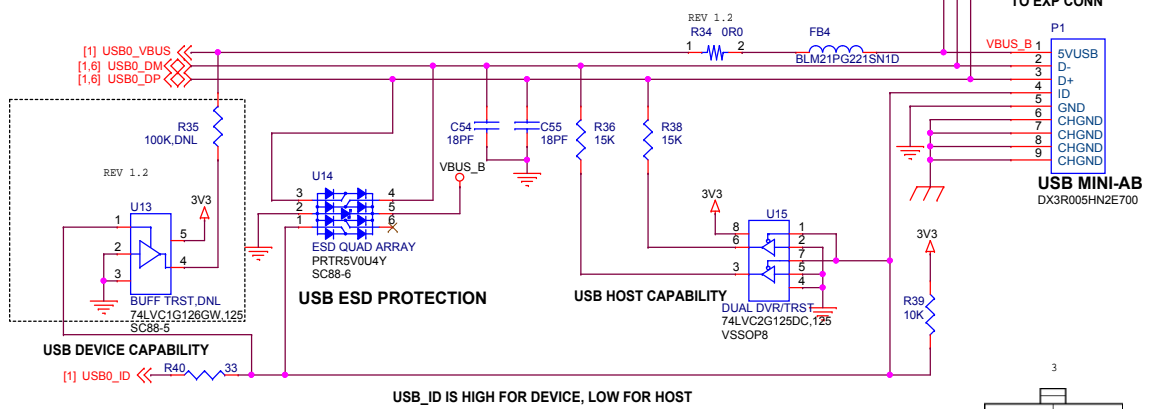 TO EXP CONN
REV 1.2
R34 0R0
1 2
FB4
BLM21PG221SN1D
P1
VBUS_B 1 5VUSB
2 D-
3 D+
4 ID
5 GND
6 CHGND
7 CHGND
8 CHGND
9 CHGND
USB MINI-AB
DX3R005HN2E700
[1] USB0_VBUS
[1,6] USB0_DM
[1,6] USB0_DP
R35
100K,DNL
REV 1.2
U13
3V3
1
2
3
5
4
BUFF TRST,DNL
74LVC1G126GW,125
SC88-5
USB DEVICE CAPABILITY
[1] USB0_ID
R40 33
U14
3
2
1
4
5
6
ESD QUAD ARRAY
PRTR5V0U4Y
SC88-6
USB ESD PROTECTION
VBUS_B
C54
18PF
C55
18PF
R36
15K
R38
15K
3V3
U15
8
6
3
1
2
7
5
4
USB HOST CAPABILITY
DUAL DVR/TRST
74LVC2G125DC,125
VSSOP8
3V3
R39
10K
USB_ID IS HIGH FOR DEVICE, LOW FOR HOST
3